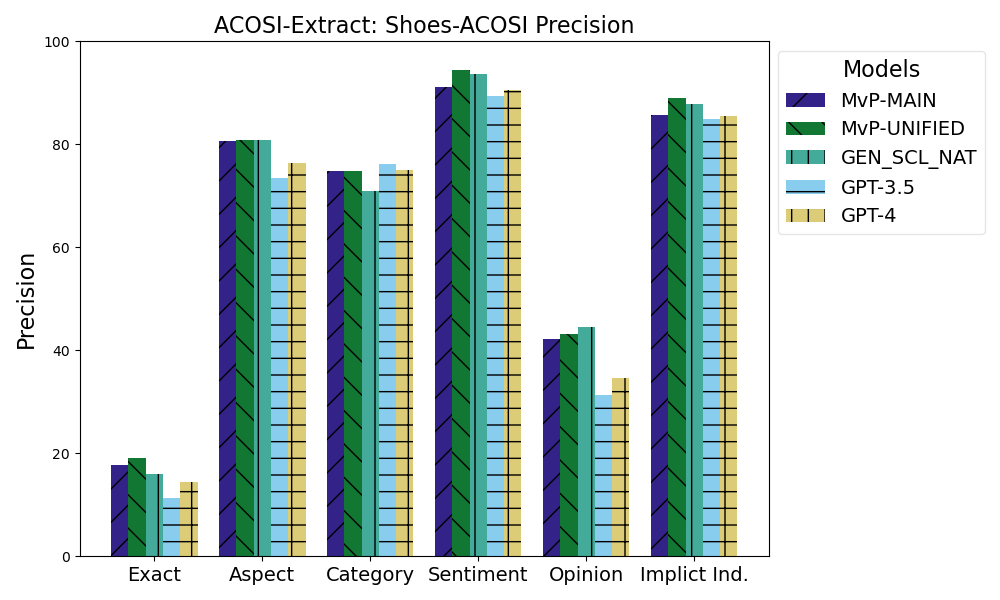 ACOSI-Extract: Shoes-ACOSI Precision
100
80
60
40
20
0
Precision
Exact
Aspect
Category
Sentiment
Opinion
Implict Ind.
Models
MvP-MAIN
MvP-UNIFIED
GEN_SCL_NAT
GPT-3.5
GPT-4